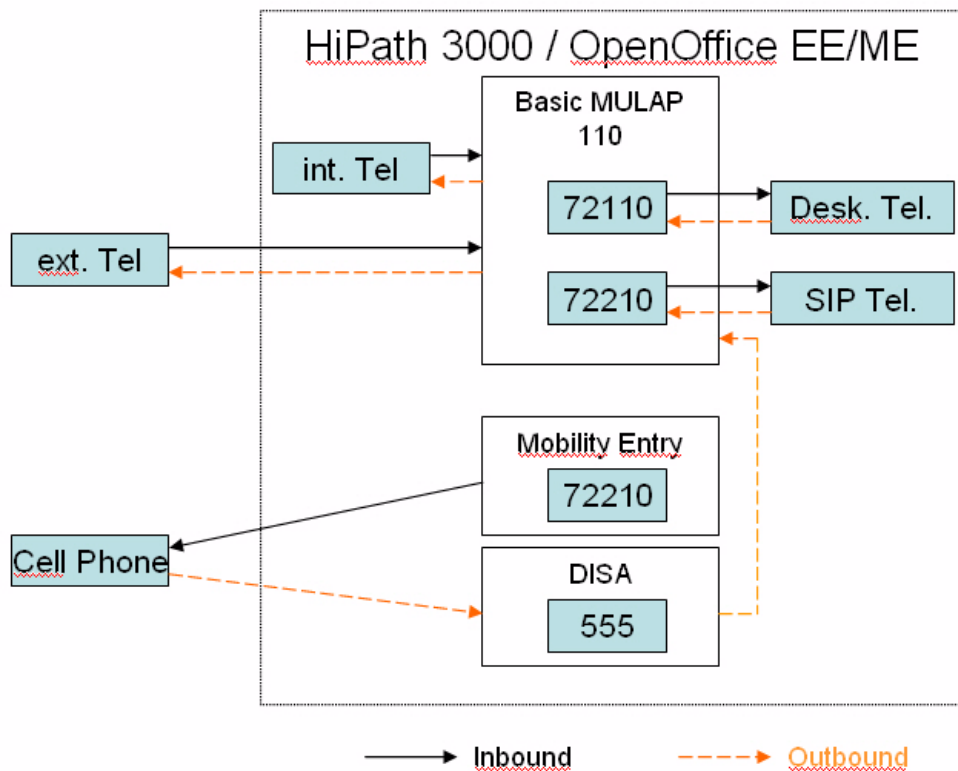 HiPath 3000 / OpenOffice EE/ME
Basic MULAP
110
int. Tel
72110
Desk. Tel.
ext. Tel
72210
SIP Tel.
Mobility Entry
72210
Cell Phone
DISA
555
Inbound
Outbound